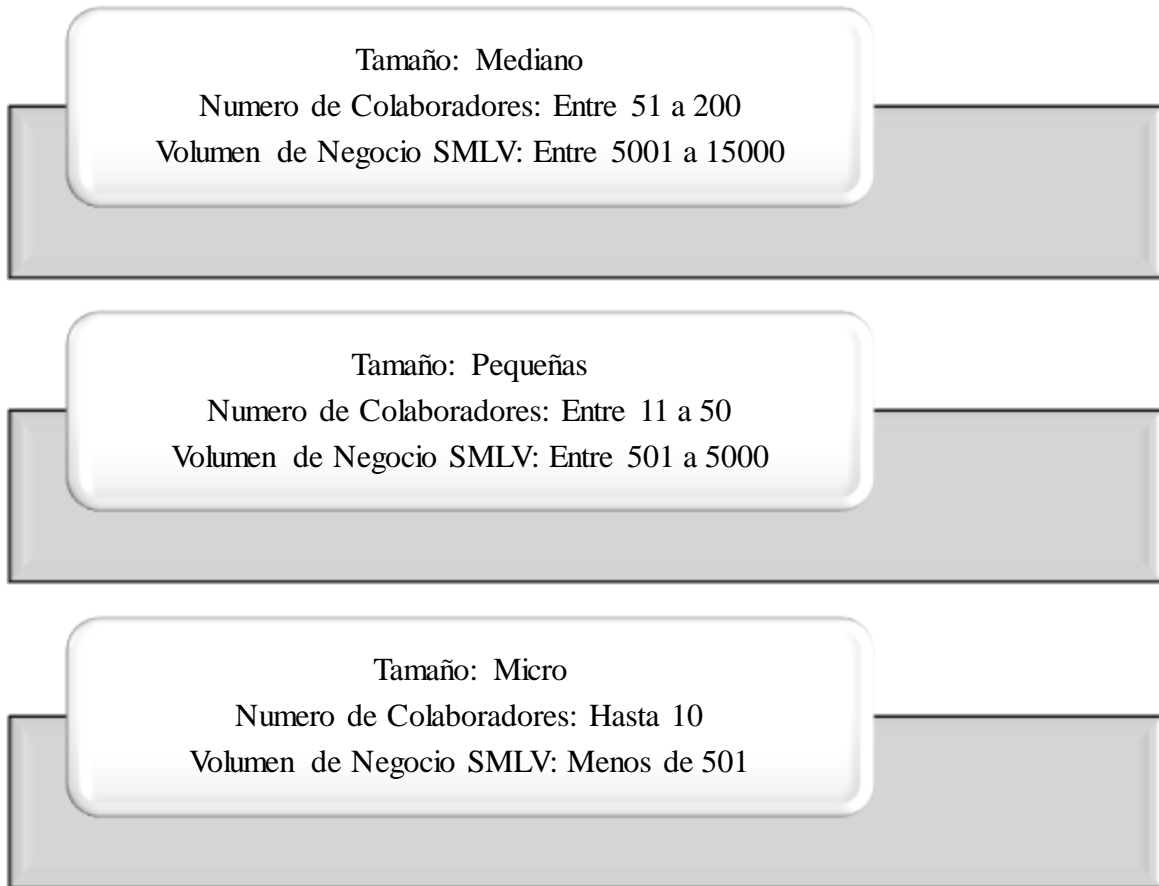 Tamaño: Mediano
Numero de Colaboradores: Entre 51 a 200
Volumen de Negocio SMLV: Entre 5001 a 15000
Tamaño: Pequeñas
Numero de Colaboradores: Entre 11 a 50
Volumen de Negocio SMLV: Entre 501 a 5000
Tamaño: Micro
Numero de Colaboradores: Hasta 10
Volumen de Negocio SMLV: Menos de 501